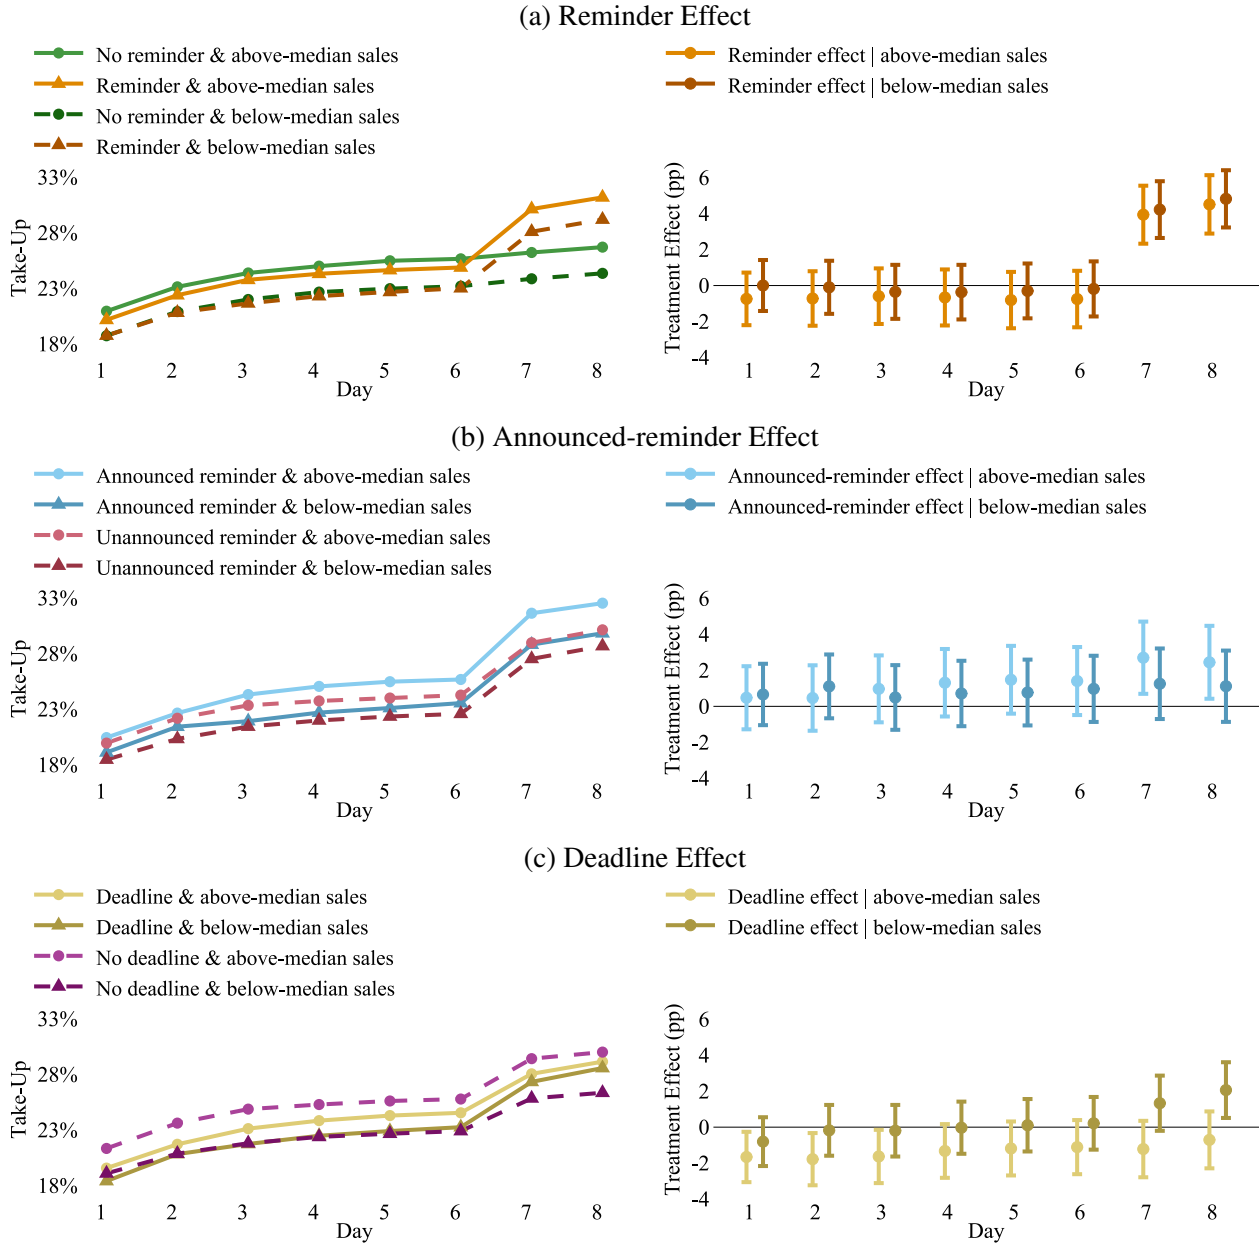 (a) Reminder Effect
No reminder & above-median sales
Reminder & above-median sales
No reminder & below-median sales
Reminder & below-median sales
Reminder effect | above-median sales
Reminder effect | below-median sales
33%
28%
23%
18%
Take-Up
1 2 3 4 5 6 7 8
Day
6
4
2
0
-2
-4
Treatment Effect (pp)
1 2 3 4 5 6 7 8
Day
(b) Announced-reminder Effect
Announced reminder & above-median sales
Announced reminder & below-median sales
Unannounced reminder & above-median sales
Unannounced reminder & below-median sales
Announced-reminder effect | above-median sales
Announced-reminder effect | below-median sales
33%
28%
23%
18%
Take-Up
1 2 3 4 5 6 7 8
Day
6
4
2
0
-2
-4
Treatment Effect (pp)
1 2 3 4 5 6 7 8
Day
(c) Deadline Effect
Deadline & above-median sales
Deadline & below-median sales
No deadline & above-median sales
No deadline & below-median sales
Deadline effect | above-median sales
Deadline effect | below-median sales
33%
28%
23%
18%
Take-Up
1 2 3 4 5 6 7 8
Day
6
4
2
0
-2
-4
Treatment Effect (pp)
1 2 3 4 5 6 7 8
Day